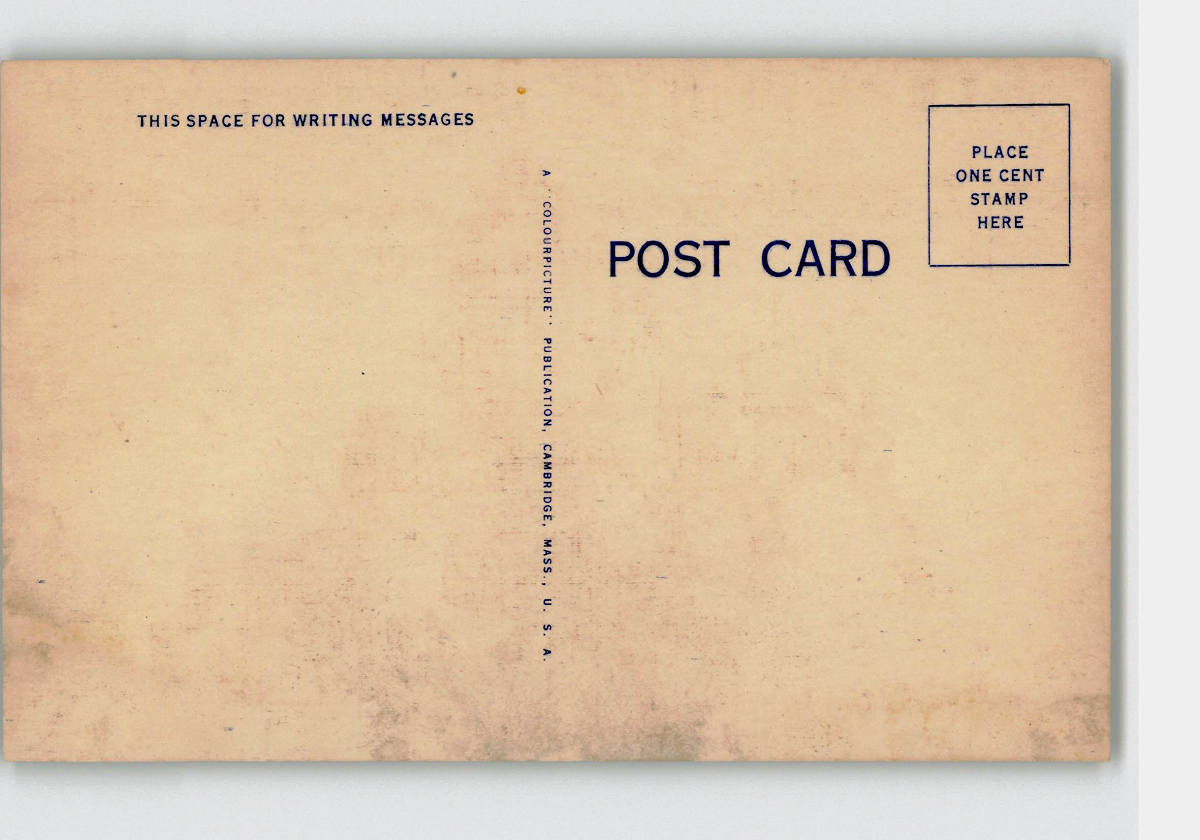 THIS SPACE FOR WRITING MESSAGES
A "COLOURPICTURE" PUBLICATION, CAMBRIDGE, MASS., U. S. A.
POST CARD
PLACE
ONE CENT
STAMP
HERE